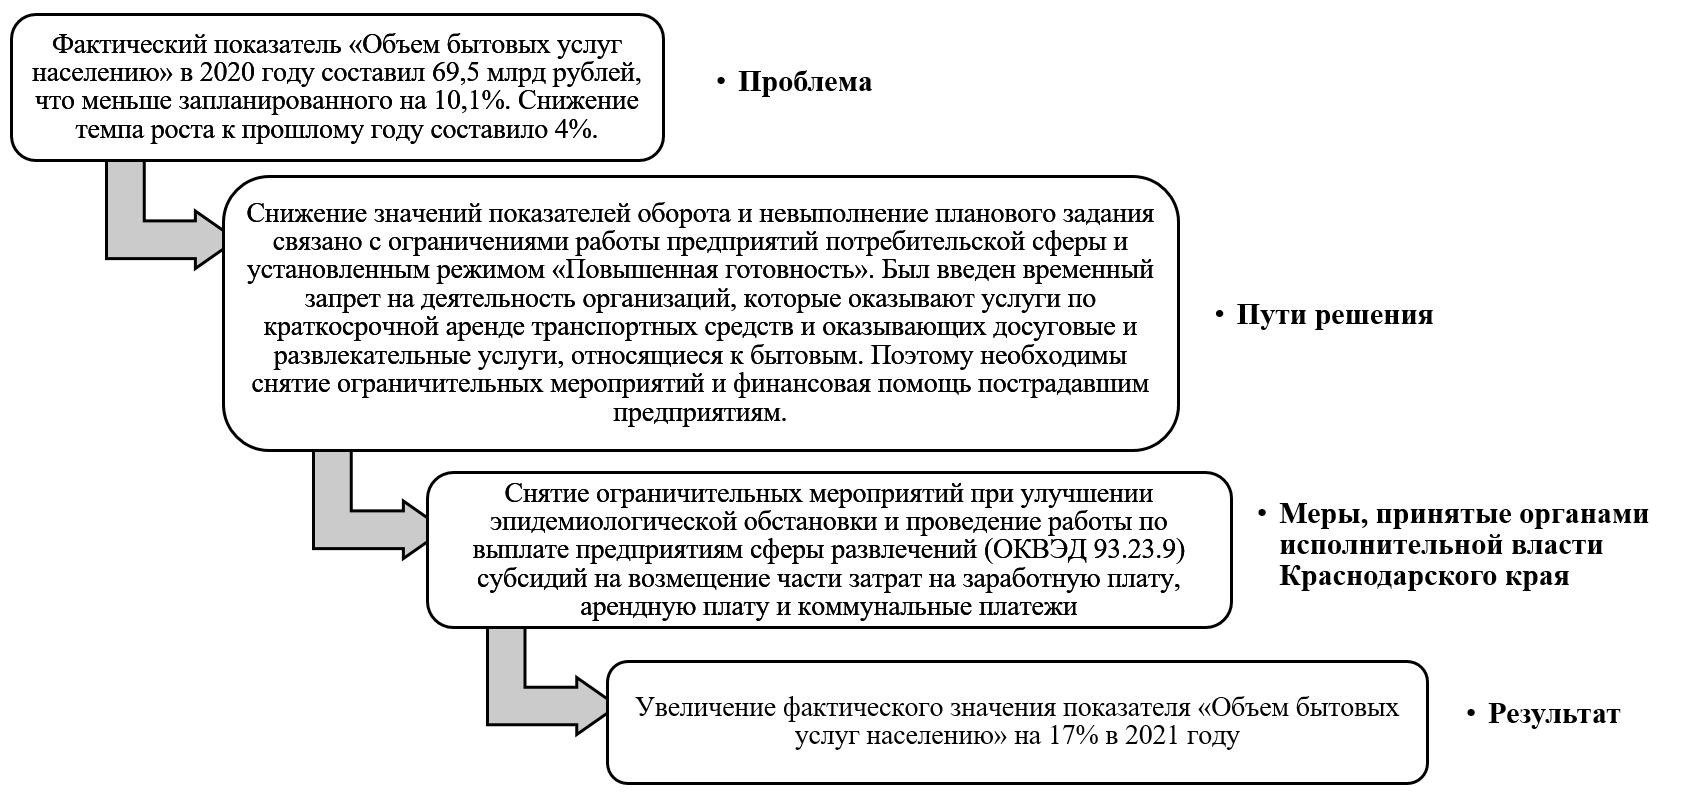 Фактический показатель «Объем бытовых услуг
населению» в 2020 году составил 69,5 млрд рублей,
что меньше запланированного на 10,1%. Снижение
темпа роста к прошлому году составило 4%.
• Проблема
Снижение значений показателей оборота и невыполнение планового задания
связано с ограничениями работы предприятий потребительской сферы и
установленным режимом «Повышенная готовность». Был введен временный
запрет на деятельность организаций, которые оказывают услуги по
краткосрочной аренде транспортных средств и оказывающих досуговые и
развлекательные услуги, относящиеся к бытовым. Поэтому необходимы
снятие ограничительных мероприятий и финансовая помощь пострадавшим
предприятиям.
• Пути решения
Снятие ограничительных мероприятий при улучшении
эпидемиологической обстановки и проведение работы по
выплате предприятиям сферы развлечений (ОКВЭД 93.23.9)
субсидий на возмещение части затрат на заработную плату,
арендную плату и коммунальные платежи
• Меры, принятые органами
исполнительной власти
Краснодарского края
Увеличение фактического значения показателя «Объем бытовых
услуг населению» на 17% в 2021 году
• Результат